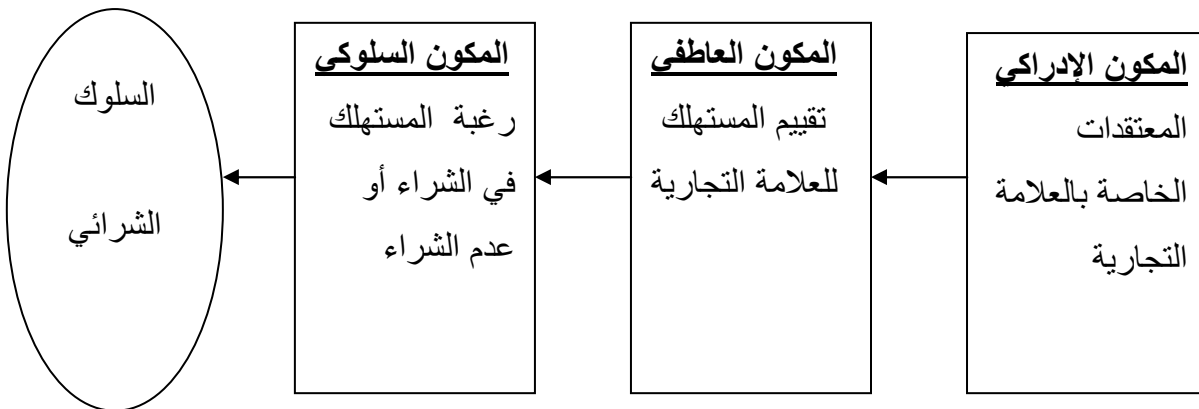 المكون الإدراكي
المعتقدات
الخاصة بالعلامة
التجارية
المكون العاطفي
تقييم المستهلك
للعلامة التجارية
المكون السلوكي
رغبة المستهلك
في الشراء أو
عدم الشراء
السلوك
الشرائي